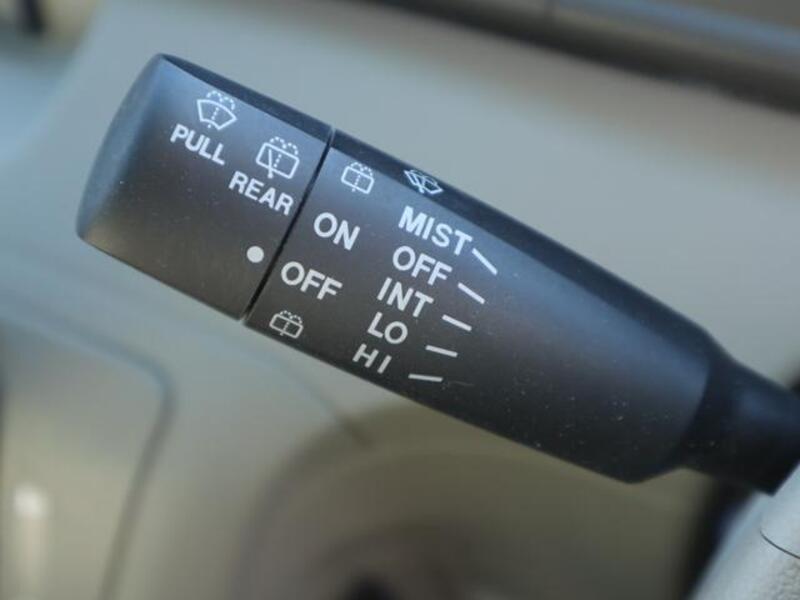 PULL
REAR
ON
OFF
MIST
OFF
INT
LO
HI